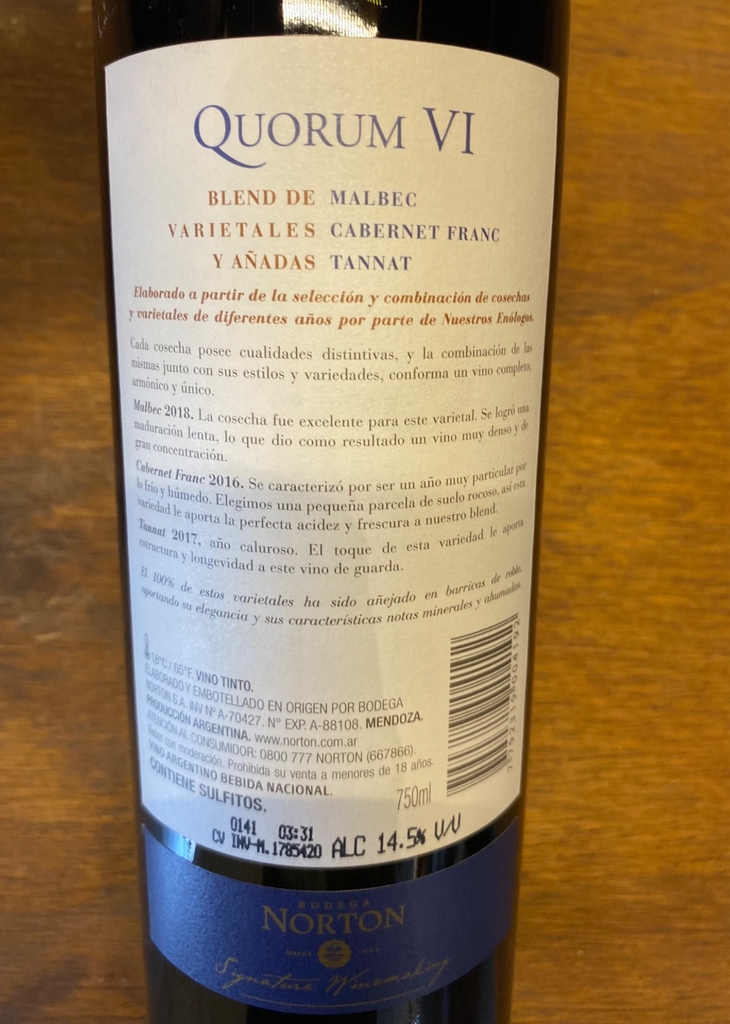 QUORUM VI
BLEND DE MALBEC
VARIETALES CABERNET FRANC
Y AÑADAS TANNAT
Elaborado a partir de la selección y combinación de cosechas
y varietales de diferentes años por parte de Nuestros Enólogos.
Cada cosecha posee cualidades distintivas, y la combinación de las
mismas junto con sus estilos y variedades, conforma un vino completo,
armónico y único.
Malbec 2018. La cosecha fue excelente para este varietal. Se logró una
maduración lenta, lo que dio como resultado un vino muy denso y de
gran concentración.
Cabernet Franc 2016. Se caracterizó por ser un año muy particular por
lo frío y húmedo. Elegimos una pequeña parcela de suelo rocoso, así esta
variedad le aporta la perfecta acidez y frescura a nuestro blend.
Tannat 2017, año caluroso. El toque de esta variedad le aporta
estructura y longevidad a este vino de guarda.
El 100% de estos varietales ha sido añejado en barricas de roble,
aportando su elegancia y sus características notas minerales y ahumadas.
18°C / 65°F. VINO TINTO.
ELABORADO Y EMBOTELLADO EN ORIGEN POR BODEGA
NORTON S.A. INV Nº A-70427. N° EXP. A-88108. MENDOZA.
PRODUCCIÓN ARGENTINA. www.norton.com.ar
ATENCIÓN AL CONSUMIDOR: 0800 777 NORTON (667866).
Beber con moderación. Prohibida su venta a menores de 18 años.
VINO ARGENTINO BEBIDA NACIONAL.
CONTIENE SULFITOS.
750ml
7 792319 004192
0141 03:31
CV INV-M.1785420 ALC 14.5% V/V
BODEGA
NORTON
Signature Winemaking